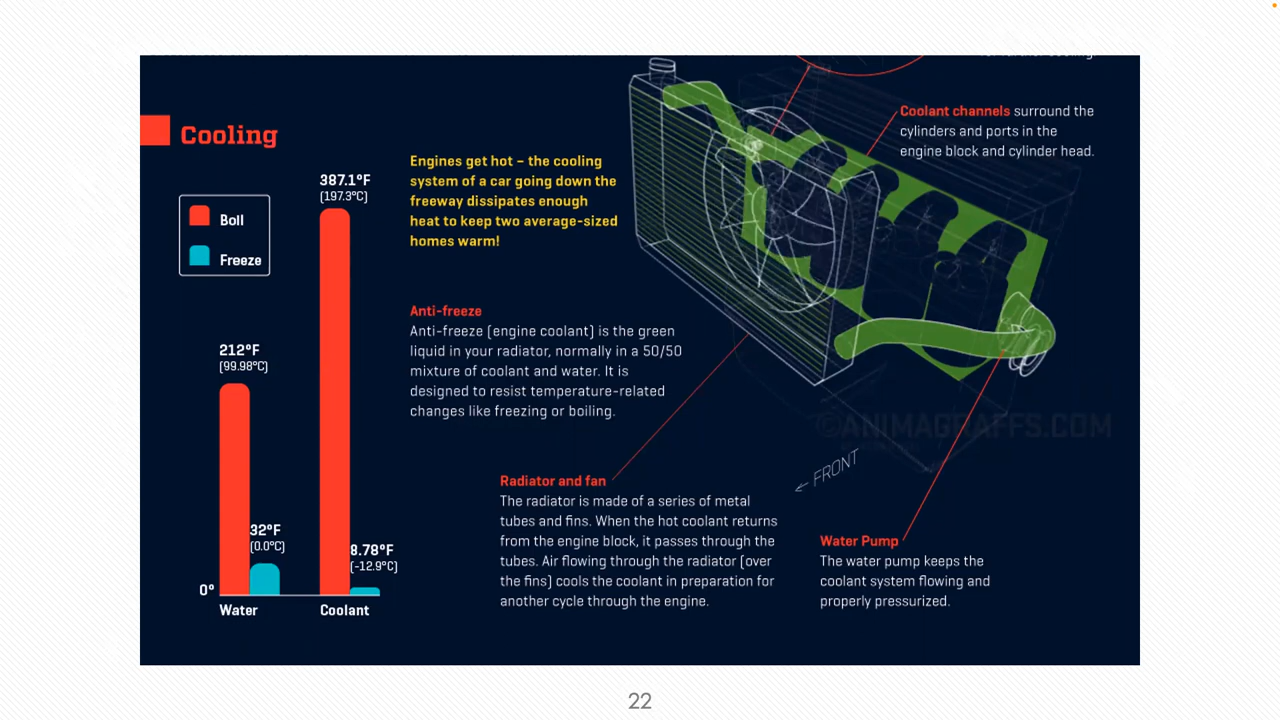 Cooling
Boll
Freeze
387.1°F
(197.3°C)
212°F
(99.98°C)
32°F
(0.0°C)
8.78°F
(-12.9°C)
0°
Water
Coolant
Engines get hot – the cooling
system of a car going down the
freeway dissipates enough
heat to keep two average-sized
homes warm!
Anti-freeze
Anti-freeze (engine coolant) is the green
liquid in your radiator, normally in a 50/50
mixture of coolant and water. It is
designed to resist temperature-related
changes like freezing or boiling.
Coolant channels surround the
cylinders and ports in the
engine block and cylinder head.
©ANIMAGRAFFS.COM
← FRONT
Radiator and fan
The radiator is made of a series of metal
tubes and fins. When the hot coolant returns
from the engine block, it passes through the
tubes. Air flowing through the radiator (over
the fins) cools the coolant in preparation for
another cycle through the engine.
Water Pump
The water pump keeps the
coolant system flowing and
properly pressurized.
22